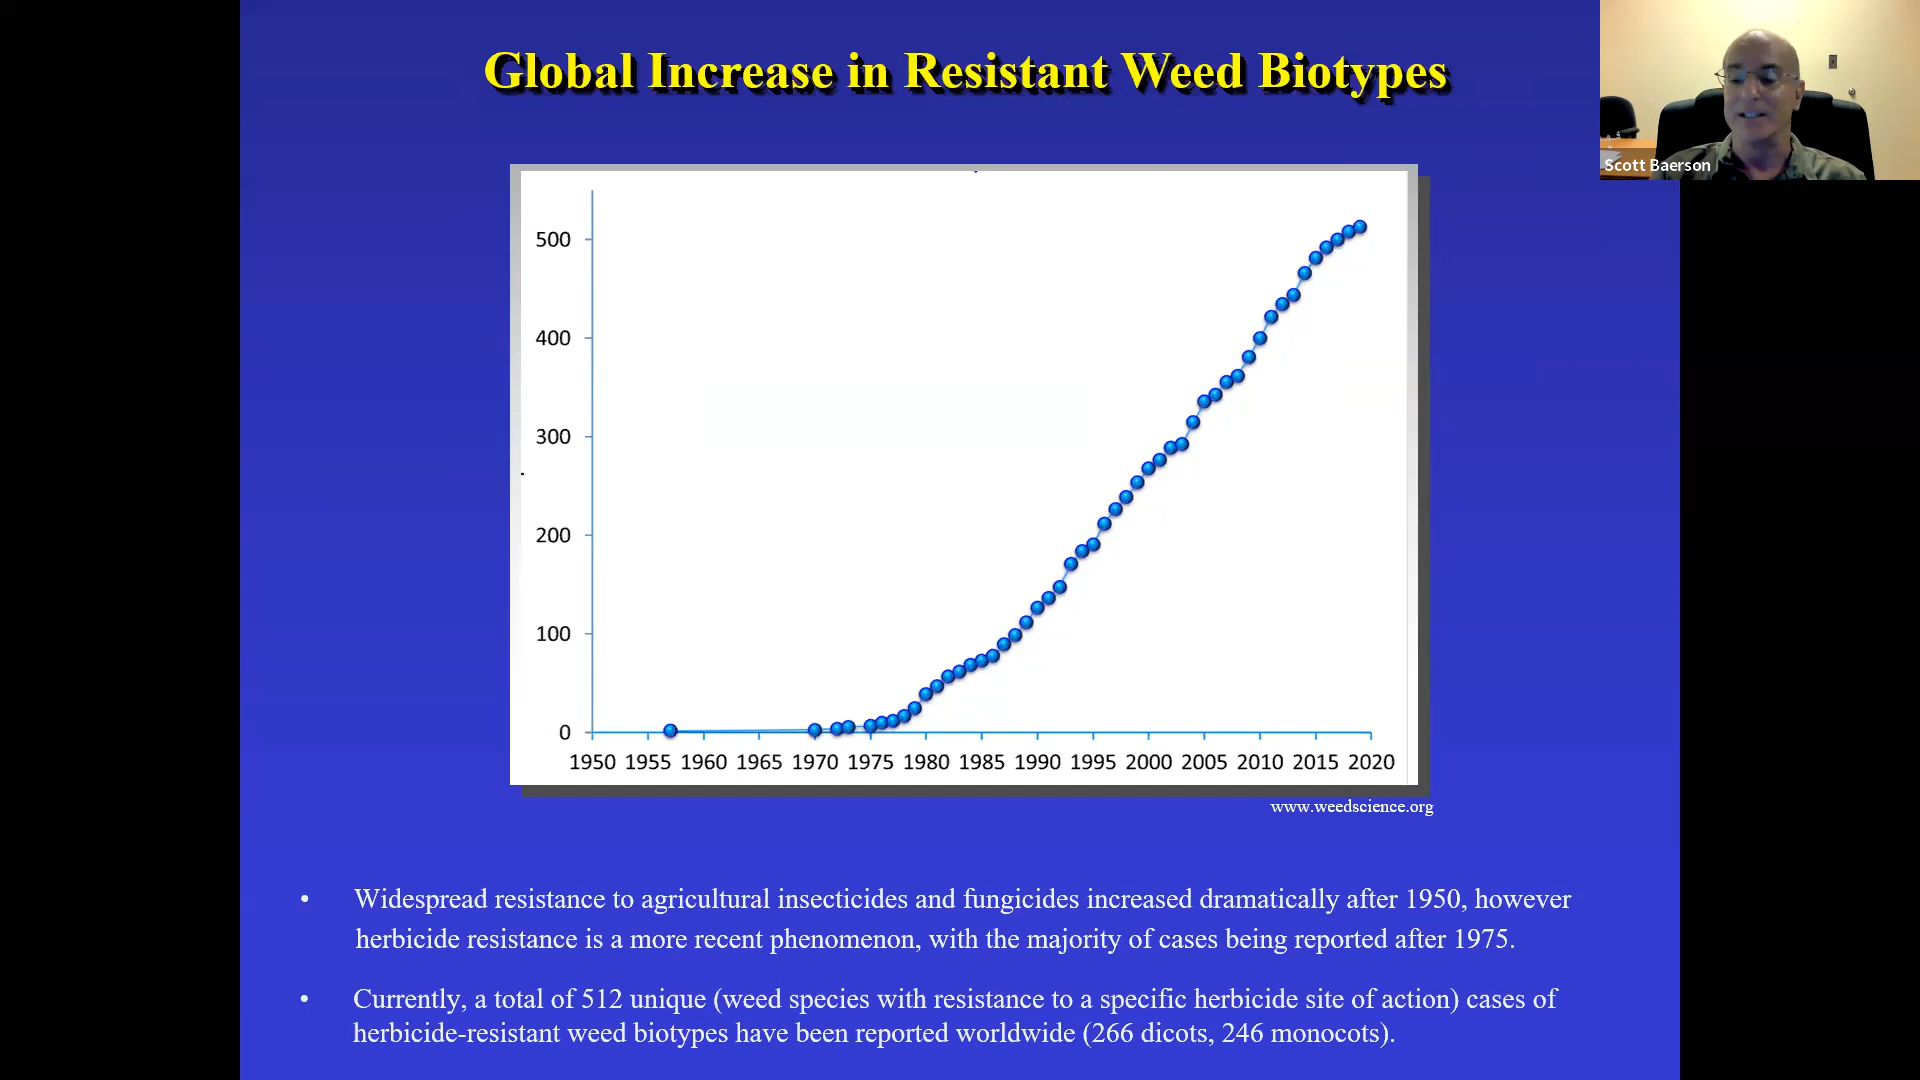 Global Increase in Resistant Weed Biotypes
Scott Baerson
500
400
300
200
100
0
1950 1955 1960 1965 1970 1975 1980 1985 1990 1995 2000 2005 2010 2015 2020
www.weedscience.org
• Widespread resistance to agricultural insecticides and fungicides increased dramatically after 1950, however
herbicide resistance is a more recent phenomenon, with the majority of cases being reported after 1975.
• Currently, a total of 512 unique (weed species with resistance to a specific herbicide site of action) cases of
herbicide-resistant weed biotypes have been reported worldwide (266 dicots, 246 monocots).